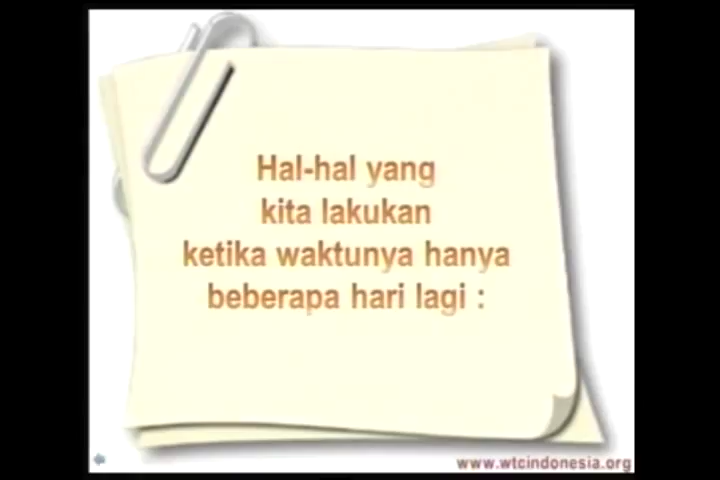 Hal-hal yang
kita lakukan
ketika waktunya hanya
beberapa hari lagi :
www.wtcindonesia.org